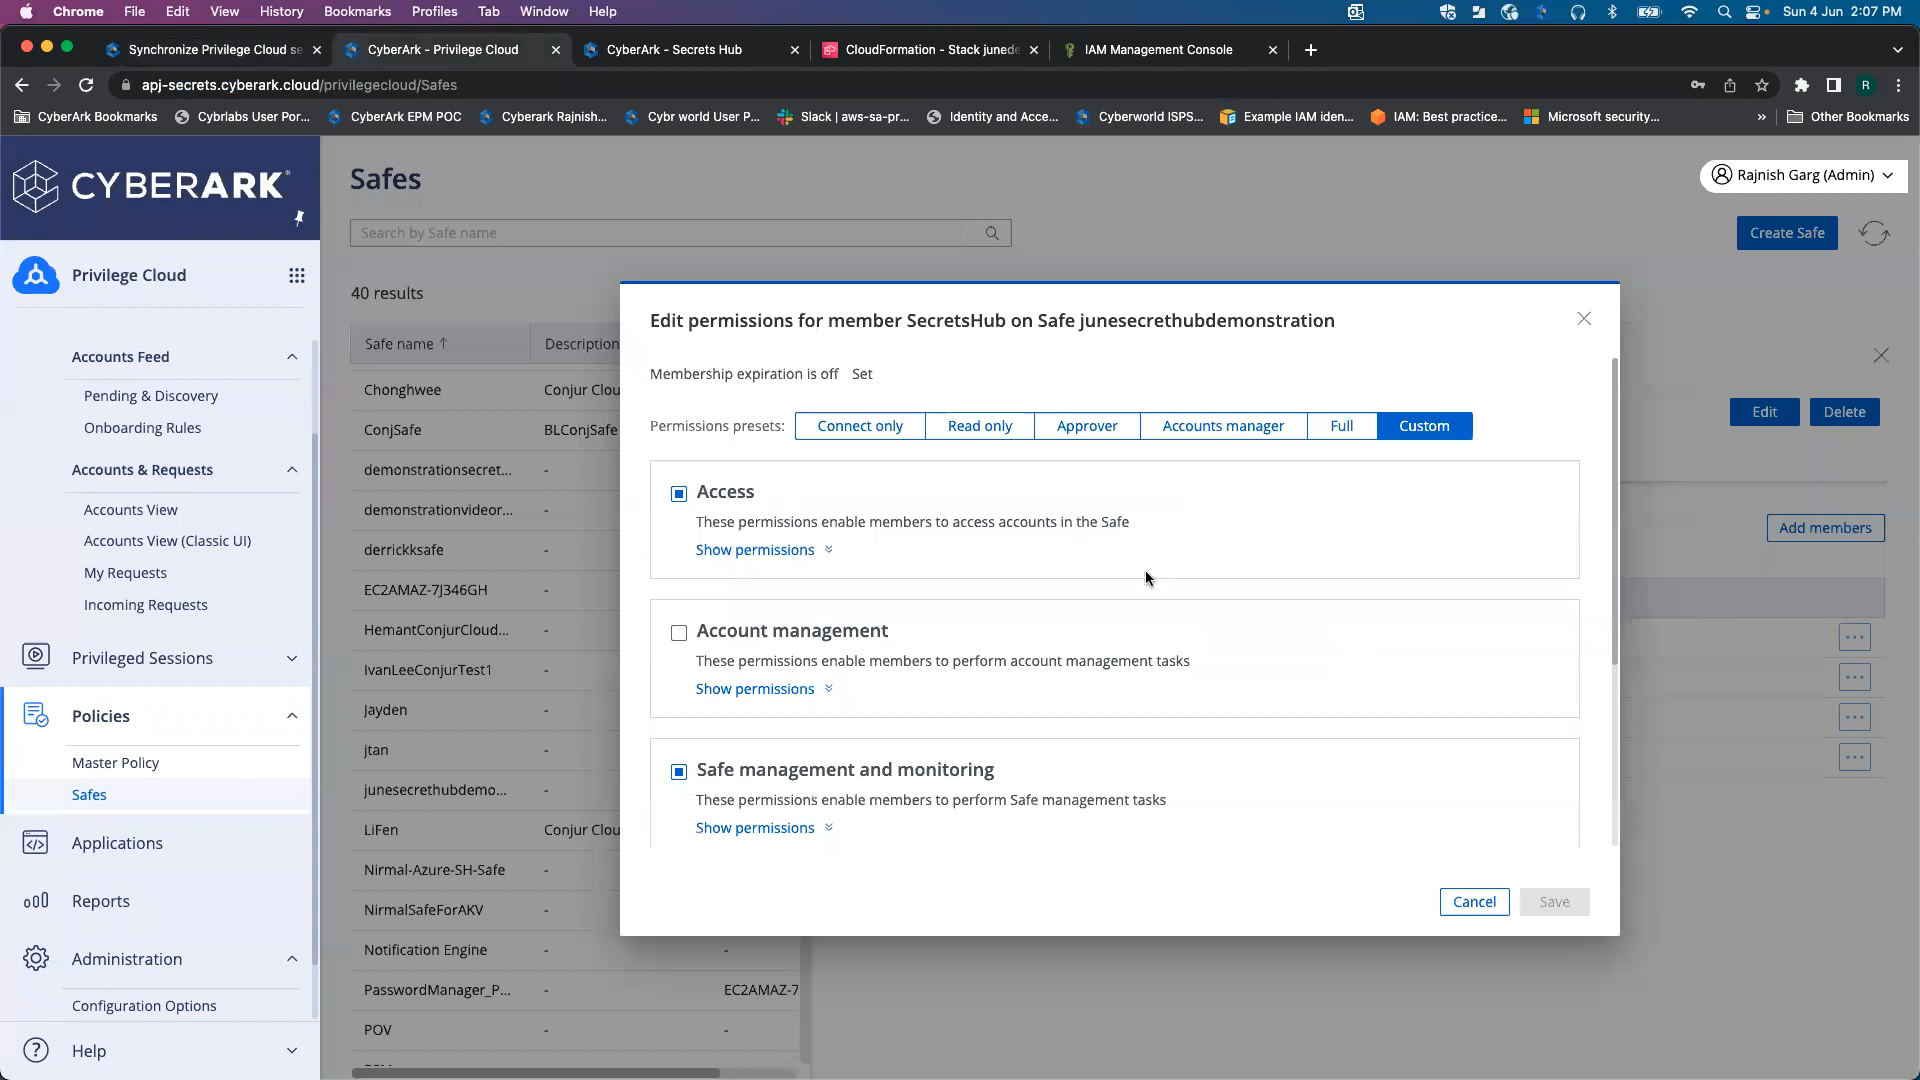 Chrome File Edit View History Bookmarks Profiles Tab Window Help Sun 4 Jun 2:07 PM
Synchronize Privilege Cloud se CyberArk - Privilege Cloud CyberArk - Secrets Hub CloudFormation - Stack junede IAM Management Console
apj-secrets.cyberark.cloud/privilegecloud/Safes R
CyberArk Bookmarks Cybrlabs User Por... CyberArk EPM POC Cyberark Rajnish... Cybr world User P... Slack | aws-sa-pr... Identity and Acce... Cyberworld ISPS... Example IAM iden... IAM: Best practice... Microsoft security... » Other Bookmarks
CYBERARK®
Privilege Cloud
Accounts Feed
Pending & Discovery
Onboarding Rules
Accounts & Requests
Accounts View
Accounts View (Classic UI)
My Requests
Incoming Requests
Privileged Sessions
Policies
Master Policy
Safes
Applications
Reports
Administration
Configuration Options
Help
Safes
Rajnish Garg (Admin)
Search by Safe name
Create Safe
40 results
Safe name ↑ Description
Chonghwee Conjur Clou
ConjSafe BLConjSafe
demonstrationsecret... -
demonstrationvideor... -
derrickksafe -
EC2AMAZ-7J346GH -
HemantConjurCloud... -
IvanLeeConjurTest1 -
Jayden -
jtan -
junesecrethubdemo... -
LiFen Conjur Clou
Nirmal-Azure-SH-Safe -
NirmalSafeForAKV -
Notification Engine - -
PasswordManager_P... - EC2AMAZ-7
POV - -
Edit Delete
Add members
Edit permissions for member SecretsHub on Safe junesecrethubdemonstration
Membership expiration is off Set
Permissions presets: Connect only Read only Approver Accounts manager Full Custom
Access
These permissions enable members to access accounts in the Safe
Show permissions
Account management
These permissions enable members to perform account management tasks
Show permissions
Safe management and monitoring
These permissions enable members to perform Safe management tasks
Show permissions
Cancel Save